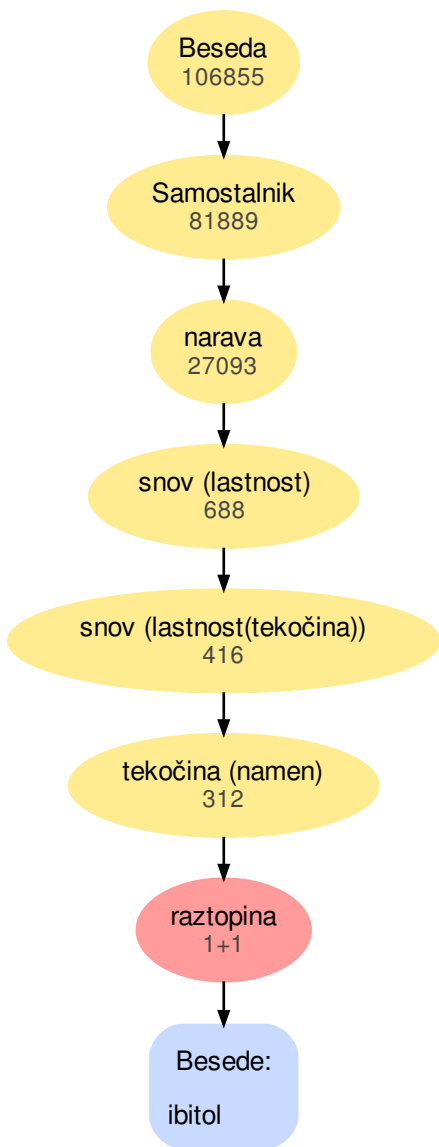 Beseda
106855
Samostalnik
81889
narava
27093
snov (lastnost)
688
snov (lastnost(tekočina))
416
tekočina (namen)
312
raztopina
1+1
Besede:
ibitol